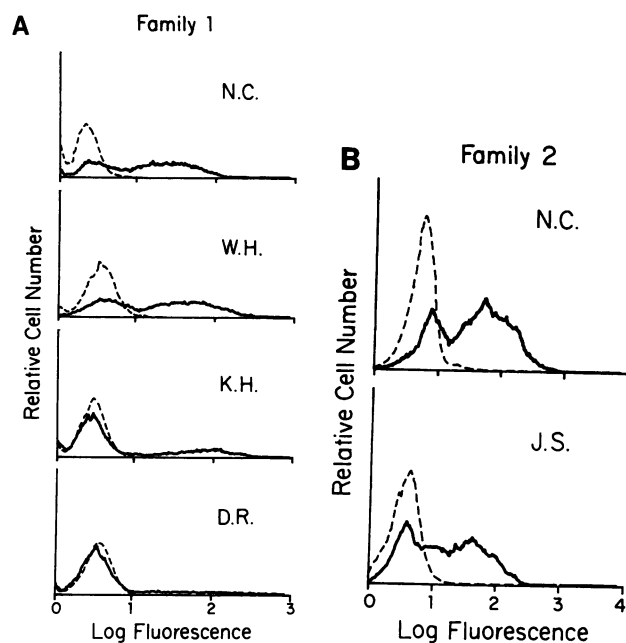 A
Family 1
N.C.
W.H.
K.H.
D.R.
Relative Cell Number
0 1 2 3
Log Fluorescence
B
Family 2
N.C.
J.S.
Relative Cell Number
0 1 2 3 4
Log Fluorescence